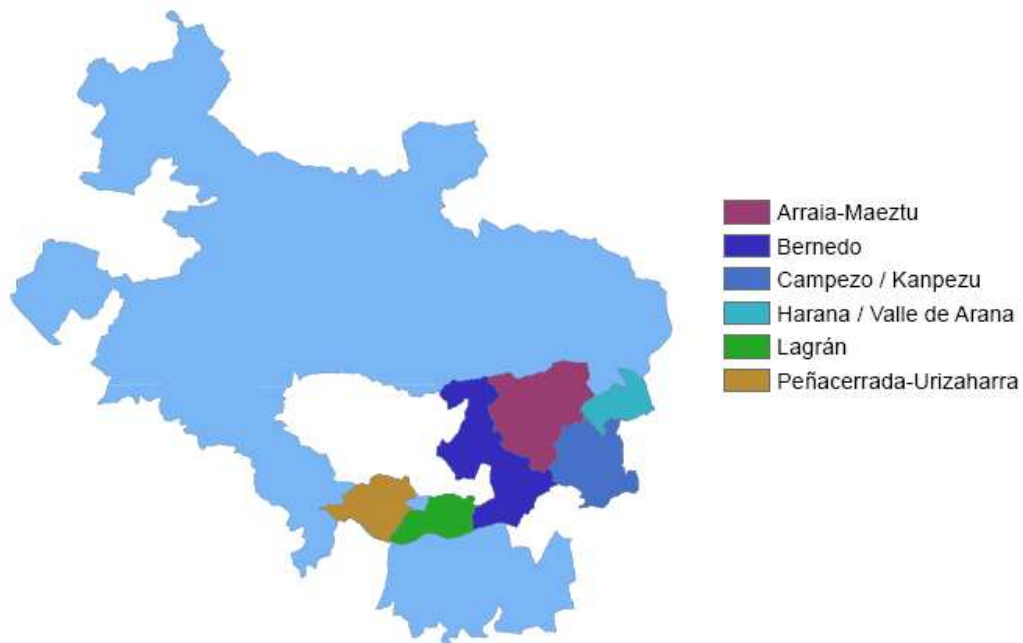 Arraia-Maeztu
Bernedo
Campezo / Kanpezu
Harana / Valle de Arana
Lagrán
Peñacerrada-Urizaharra